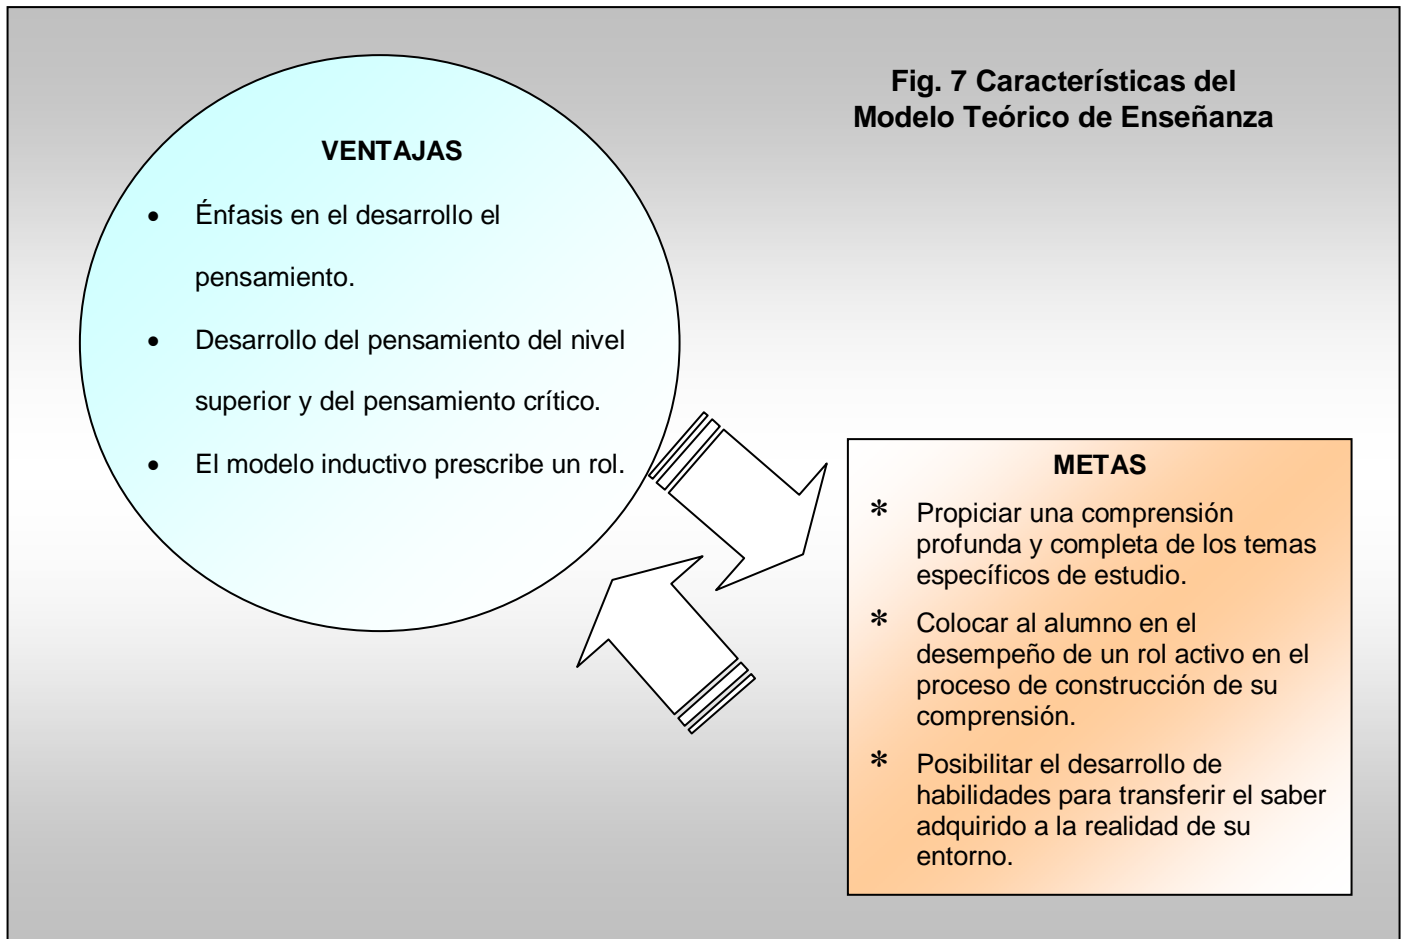 Fig. 7 Características del
Modelo Teórico de Enseñanza
VENTAJAS
• Énfasis en el desarrollo el
pensamiento.
• Desarrollo del pensamiento del nivel
superior y del pensamiento crítico.
• El modelo inductivo prescribe un rol.
METAS
* Propiciar una comprensión
profunda y completa de los temas
específicos de estudio.
* Colocar al alumno en el
desempeño de un rol activo en el
proceso de construcción de su
comprensión.
* Posibilitar el desarrollo de
habilidades para transferir el saber
adquirido a la realidad de su
entorno.